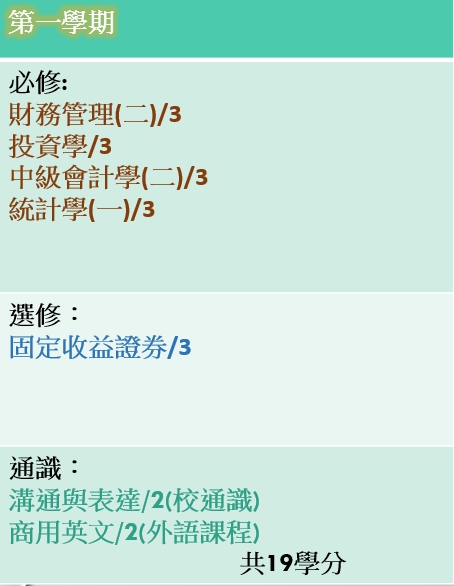 第一學期
必修:
財務管理(二)/3
投資學/3
中級會計學(二)/3
統計學(一)/3
選修：
固定收益證券/3
通識：
溝通與表達/2(校通識)
商用英文/2(外語課程)
共19學分